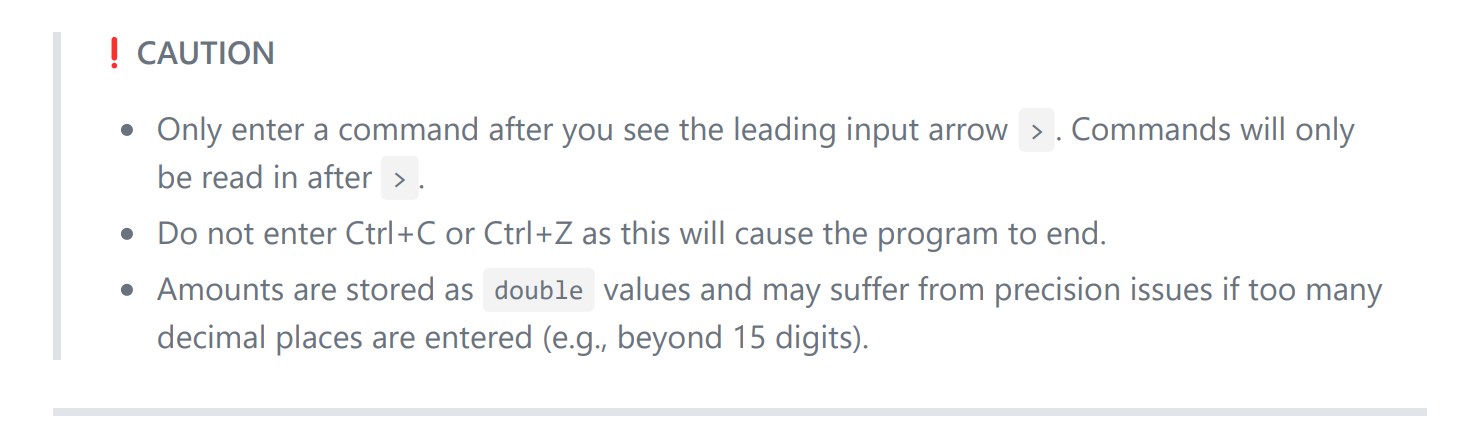 ❗ CAUTION
• Only enter a command after you see the leading input arrow >. Commands will only
be read in after >.
• Do not enter Ctrl+C or Ctrl+Z as this will cause the program to end.
• Amounts are stored as double values and may suffer from precision issues if too many
decimal places are entered (e.g., beyond 15 digits).